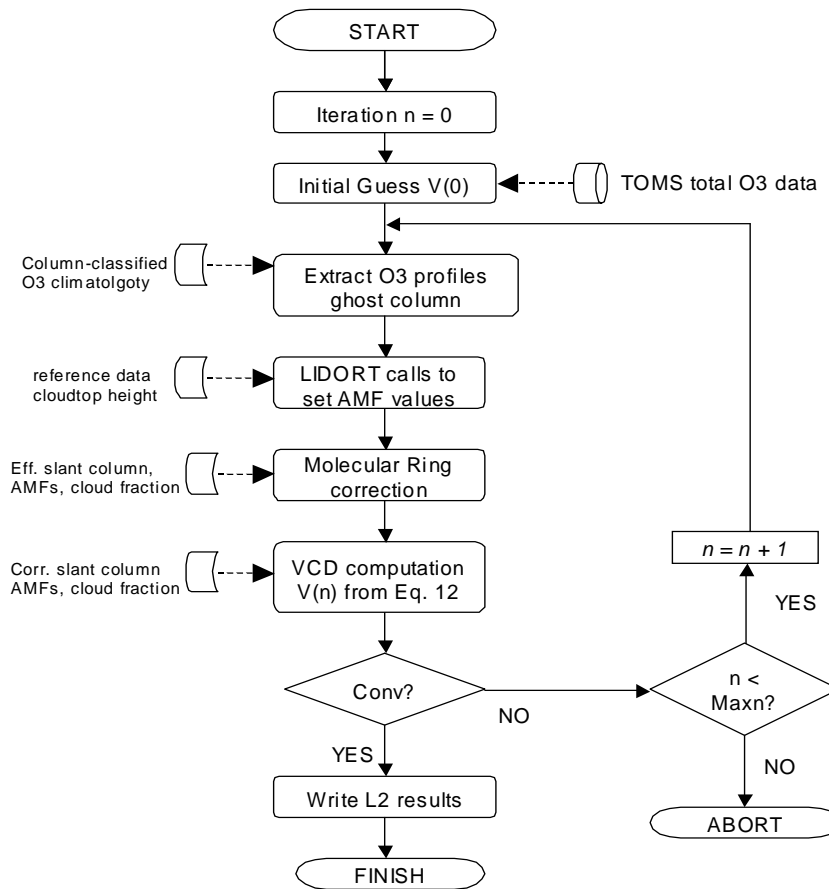 START
Iteration n = 0
Initial Guess V(0)
TOMS total O3 data
Column-classified
O3 climatolgoty
Extract O3 profiles
ghost column
reference data
cloudtop height
LIDORT calls to
set AMF values
Eff. slant column,
AMFs, cloud fraction
Molecular Ring
correction
Corr. slant column
AMFs, cloud fraction
VCD computation
V(n) from Eq. 12
n = n + 1
YES
Conv?
NO
n <
Maxn?
YES
NO
Write L2 results
ABORT
FINISH